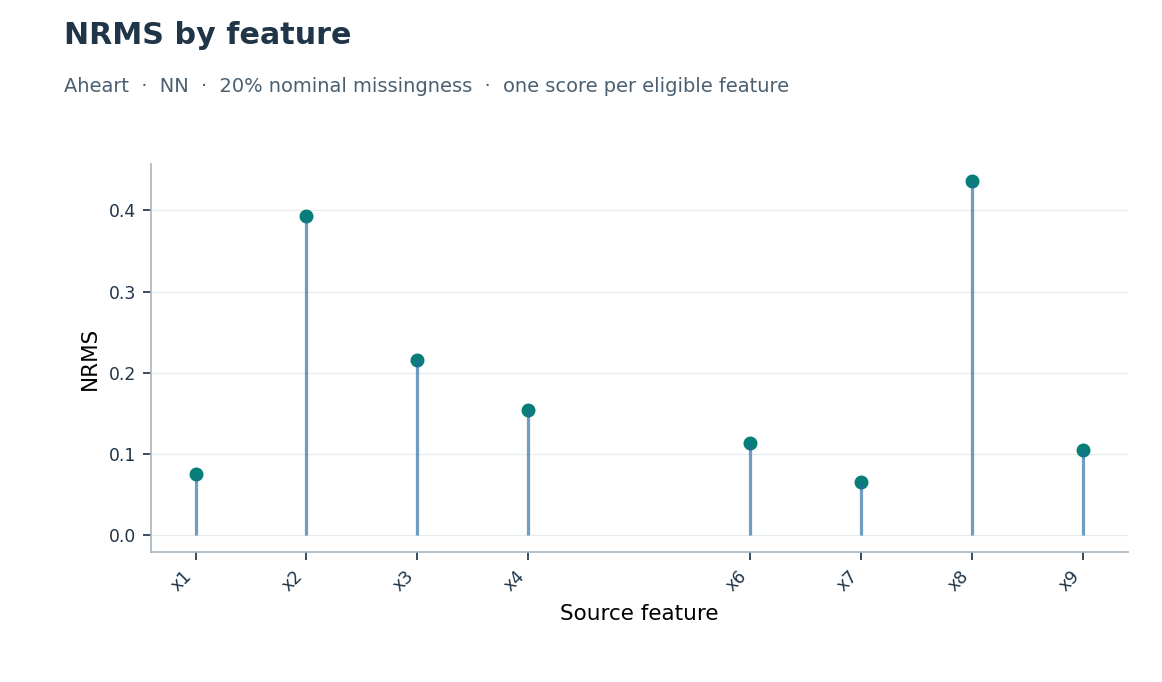 NRMS by feature
Aheart · NN · 20% nominal missingness · one score per eligible feature
0.4
0.3
0.2
0.1
0.0
NRMS
x1 x2 x3 x4 x6 x7 x8 x9
Source feature